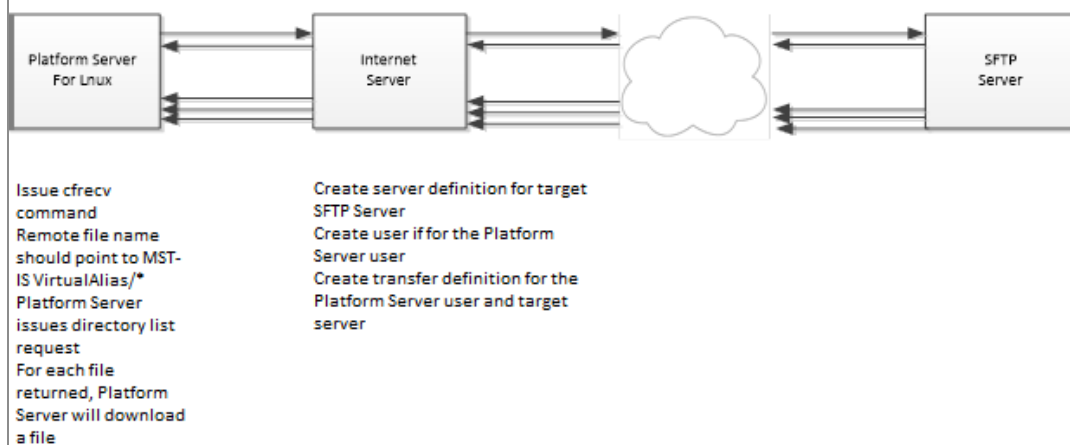 Platform Server
For Lnux
Internet
Server
SFTP
Server
Issue cfrecv
command
Remote file name
should point to MST-
IS VirtualAlias/*
Platform Server
issues directory list
request
For each file
returned, Platform
Server will download
a file
Create server definition for target
SFTP Server
Create user if for the Platform
Server user
Create transfer definition for the
Platform Server user and target
server